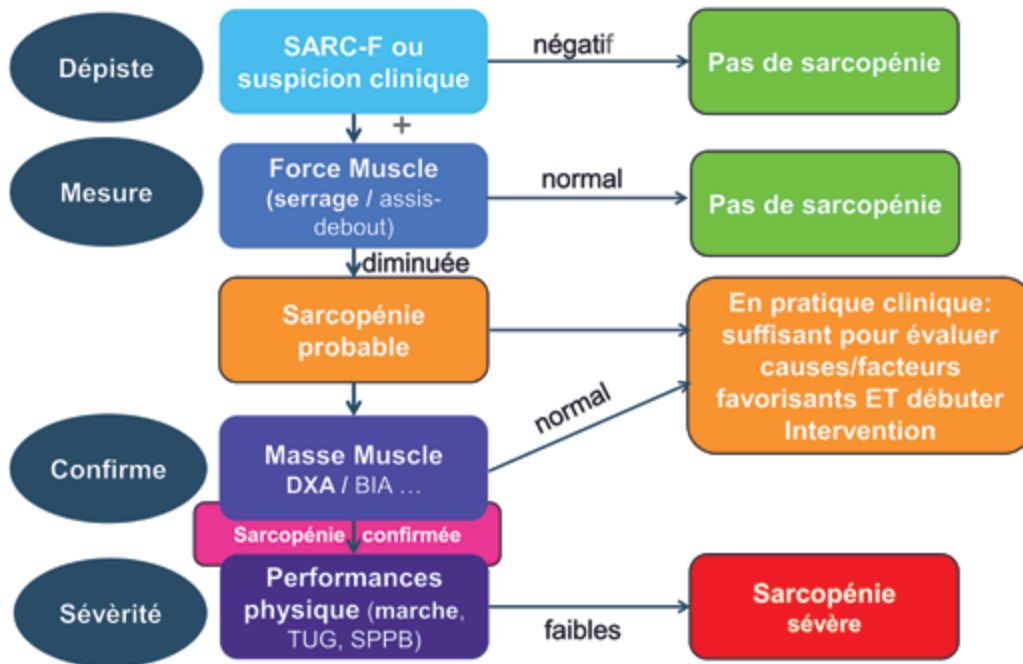 Dépiste
SARC-F ou
suspicion clinique
négatif
Pas de sarcopénie
+
Mesure
Force Muscle
(serrage / assis-
debout)
normal
Pas de sarcopénie
diminuée
Sarcopénie
probable
En pratique clinique:
suffisant pour évaluer
causes/facteurs
favorisants ET débuter
Intervention
normal
Confirme
Masse Muscle
DXA / BIA ...
Sarcopénie confirmée
Sévèrité
Performances
physique (marche,
TUG, SPPB)
faibles
Sarcopénie
sévère